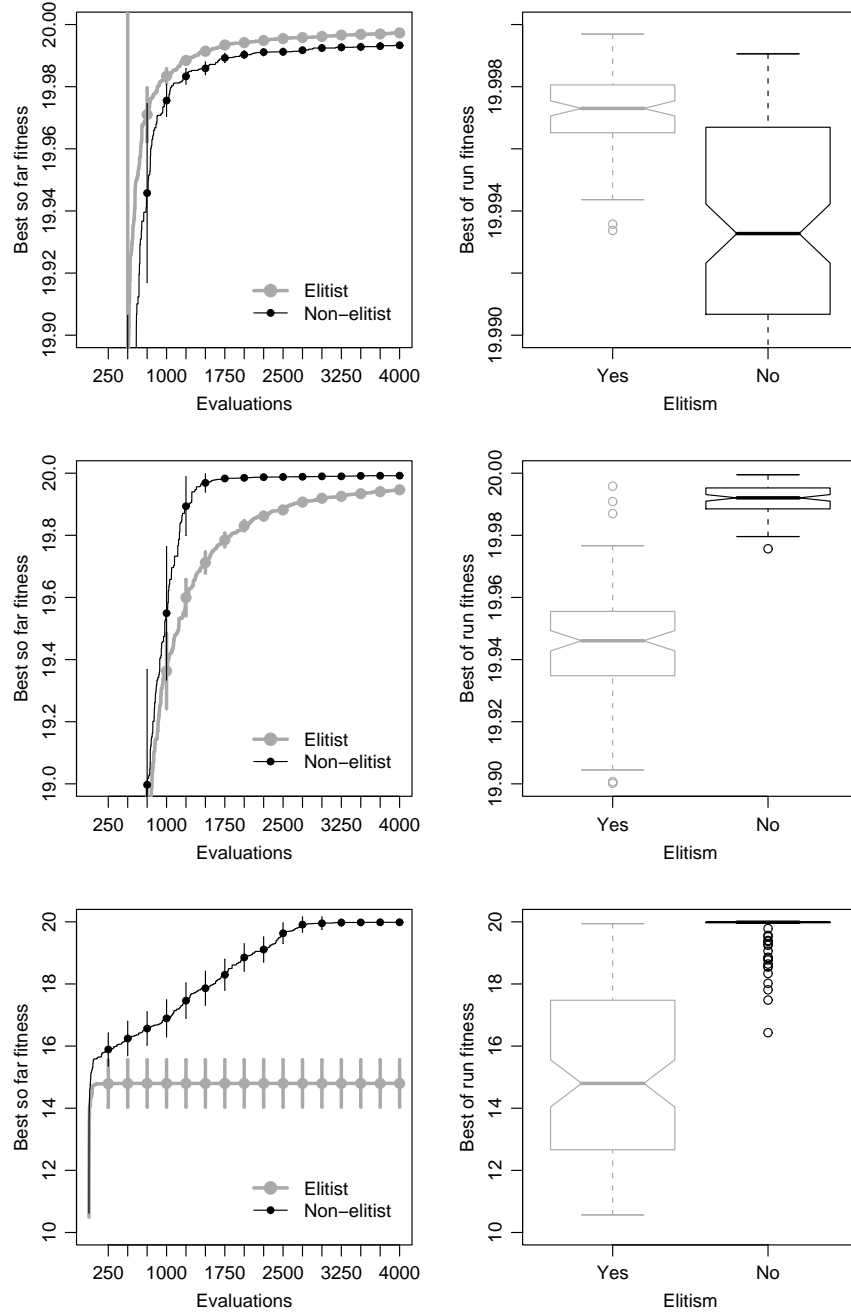 Best so far fitness
19.90 19.92 19.94 19.96 19.98 20.00
Elitist
Non−elitist
250 1000 1750 2500 3250 4000
Evaluations
Best of run fitness
19.990 19.994 19.998
Yes No
Elitism
Best so far fitness
19.0 19.2 19.4 19.6 19.8 20.0
Elitist
Non−elitist
250 1000 1750 2500 3250 4000
Evaluations
Best of run fitness
19.90 19.92 19.94 19.96 19.98 20.00
Yes No
Elitism
Best so far fitness
10 12 14 16 18 20
Elitist
Non−elitist
250 1000 1750 2500 3250 4000
Evaluations
Best of run fitness
10 12 14 16 18 20
Yes No
Elitism